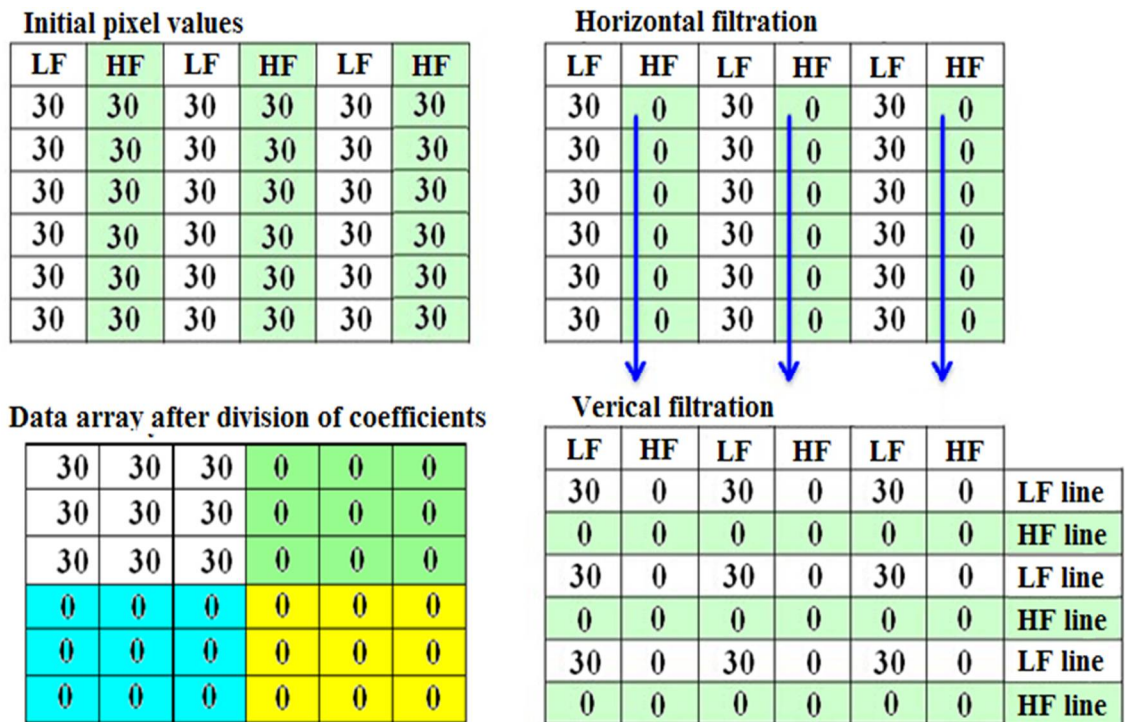 Initial pixel values
LF HF LF HF LF HF
30 30 30 30 30 30
30 30 30 30 30 30
30 30 30 30 30 30
30 30 30 30 30 30
30 30 30 30 30 30
30 30 30 30 30 30
Horizontal filtration
LF HF LF HF LF HF
30 0 30 0 30 0
30 0 30 0 30 0
30 0 30 0 30 0
30 0 30 0 30 0
30 0 30 0 30 0
30 0 30 0 30 0
Data array after division of coefficients
30 30 30 0 0 0
30 30 30 0 0 0
30 30 30 0 0 0
0 0 0 0 0 0
0 0 0 0 0 0
0 0 0 0 0 0
Verical filtration
LF HF LF HF LF HF
30 0 30 0 30 0 LF line
0 0 0 0 0 0 HF line
30 0 30 0 30 0 LF line
0 0 0 0 0 0 HF line
30 0 30 0 30 0 LF line
0 0 0 0 0 0 HF line